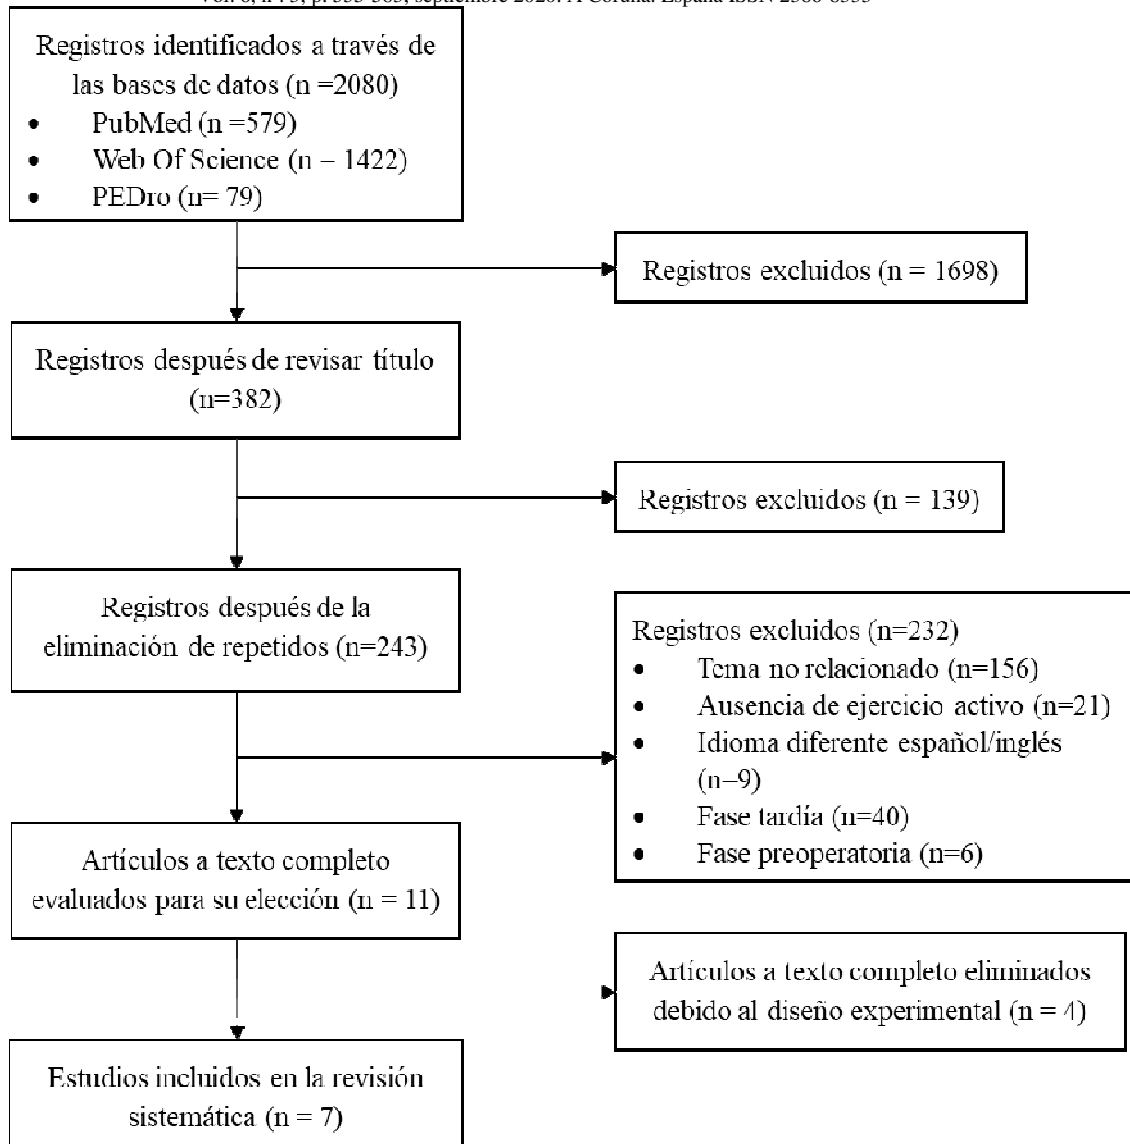 Registros identificados a través de
las bases de datos (n =2080)
• PubMed (n =579)
• Web Of Science (n = 1422)
• PEDro (n= 79)
Registros excluidos (n = 1698)
Registros después de revisar título
(n=382)
Registros excluidos (n = 139)
Registros después de la
eliminación de repetidos (n=243)
Registros excluidos (n=232)
• Tema no relacionado (n=156)
• Ausencia de ejercicio activo (n=21)
• Idioma diferente español/inglés
(n=9)
• Fase tardía (n=40)
• Fase preoperatoria (n=6)
Artículos a texto completo
evaluados para su elección (n = 11)
Artículos a texto completo eliminados
debido al diseño experimental (n = 4)
Estudios incluidos en la revisión
sistemática (n = 7)